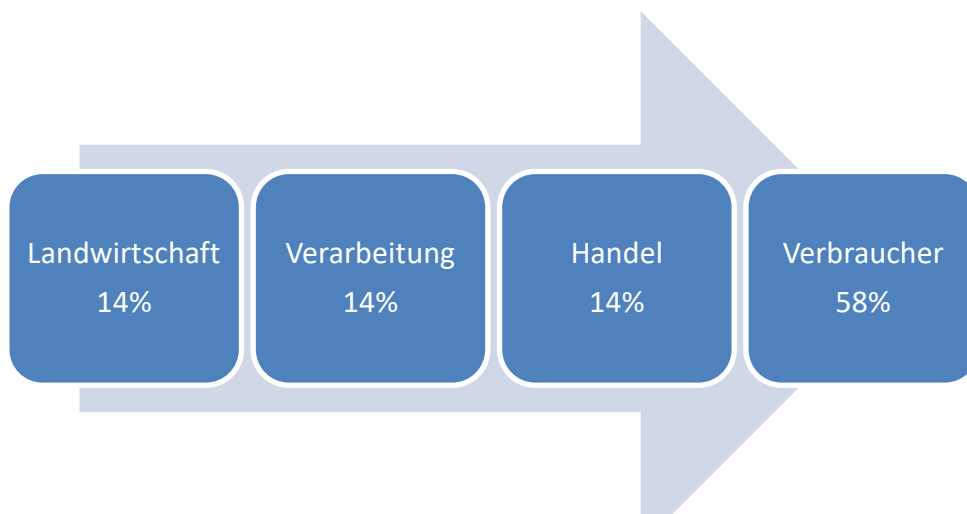 Landwirtschaft
14%
Verarbeitung
14%
Handel
14%
Verbraucher
58%